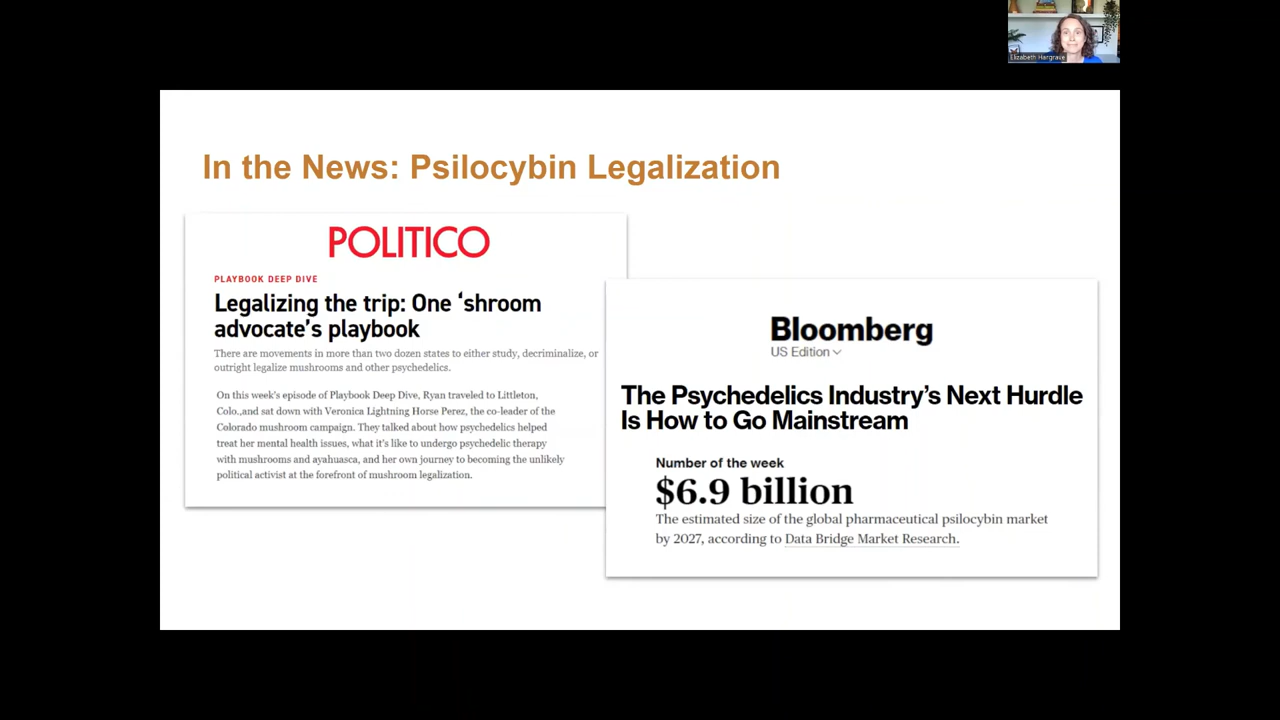 Elizabeth Hargrave
In the News: Psilocybin Legalization
POLITICO
PLAYBOOK DEEP DIVE
Legalizing the trip: One ‘shroom
advocate’s playbook
There are movements in more than two dozen states to either study, decriminalize, or
outright legalize mushrooms and other psychedelics.
On this week’s episode of Playbook Deep Dive, Ryan traveled to Littleton,
Colo.,and sat down with Veronica Lightning Horse Perez, the co-leader of the
Colorado mushroom campaign. They talked about how psychedelics helped
treat her mental health issues, what it’s like to undergo psychedelic therapy
with mushrooms and ayahuasca, and her own journey to becoming the unlikely
political activist at the forefront of mushroom legalization.
Bloomberg
US Edition
The Psychedelics Industry’s Next Hurdle
Is How to Go Mainstream
Number of the week
$6.9 billion
The estimated size of the global pharmaceutical psilocybin market
by 2027, according to Data Bridge Market Research.